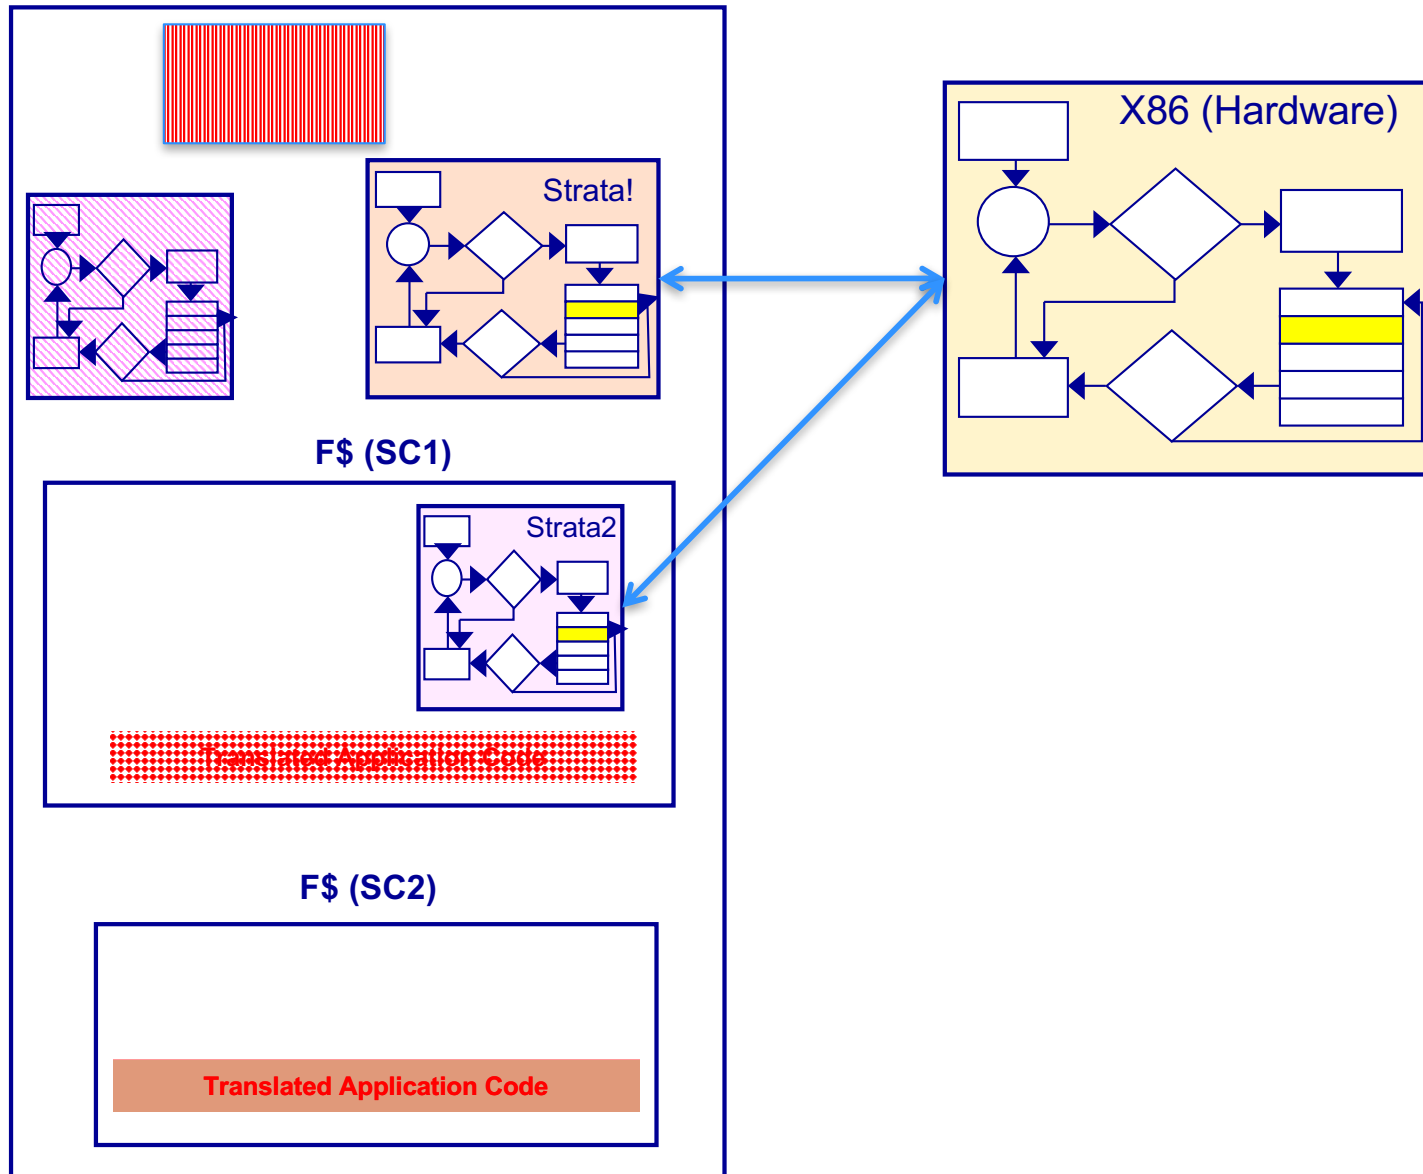 X86 (Hardware)
Strata!
F$ (SC1)
Strata2
Translated Application Code
F$ (SC2)
Translated Application Code